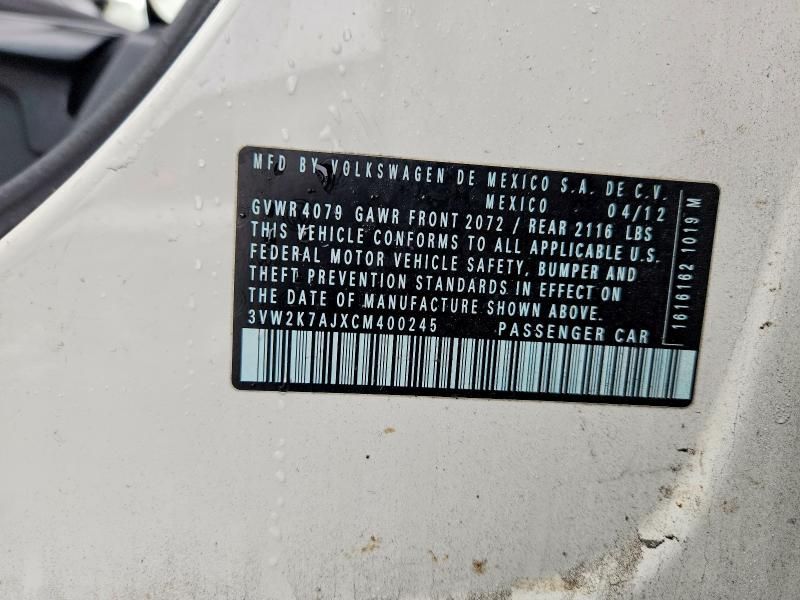 MFD BY VOLKSWAGEN DE MEXICO S.A. DE C.V.
MEXICO 04/12
GVWR 4079 GAWR FRONT 2072 / REAR 2116 LBS
THIS VEHICLE CONFORMS TO ALL APPLICABLE U.S.
FEDERAL MOTOR VEHICLE SAFETY, BUMPER AND
THEFT PREVENTION STANDARDS IN EFFECT ON
THE DATE OF MANUFACTURE SHOWN ABOVE.
3VW2K7AJXCM400245 PASSENGER CAR
1616162 1019 M